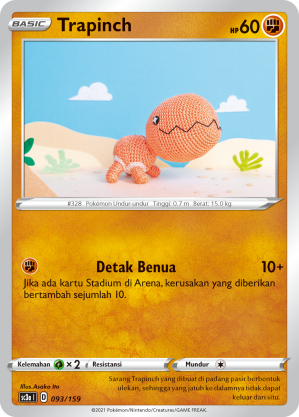 BASIC
Trapinch
HP60
#328 Pokémon Undur-undur Tinggi: 0.7 m Berat: 15.0 kg
Detak Benua 10+
Jika ada kartu Stadium di Arena, kerusakan yang diberikan
bertambah sejumlah 10.
Kelemahan ×2 Resistansi Mundur
Illus. Asako Ito
sc3a I D 093/159
Sarang Trapinch yang dibuat di padang pasir berbentuk
ulekan, sehingga yang jatuh ke dalamnya tidak dapat
keluar dari situ.
©2021 Pokémon/Nintendo/Creatures/GAME FREAK.